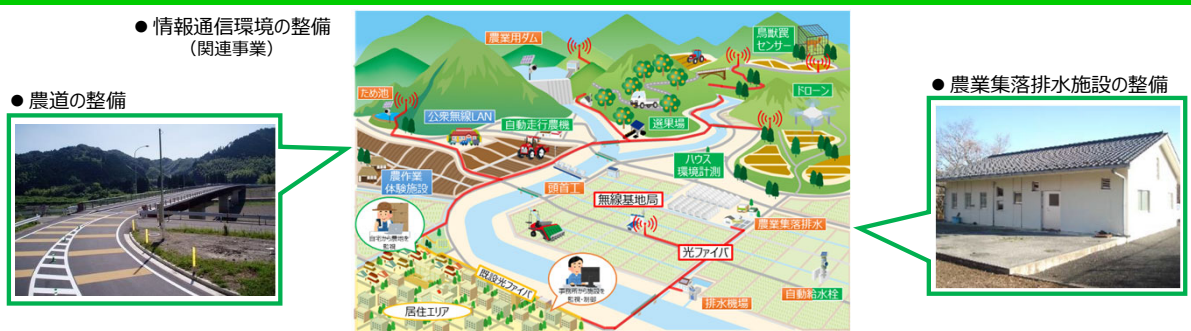 ● 情報通信環境の整備
（関連事業）
● 農道の整備
● 農業集落排水施設の整備
農業用ダム
鳥獣罠
センサー
ため池
公衆無線LAN
自動走行農機
選果場
ドローン
農作業
体験施設
頭首工
ハウス
環境計測
無線基地局
農業集落排水
自宅から農地を
監視
光ファイバ
既設光ファイバ
事務所から施設を
監視・制御
居住エリア
排水機場
自動給水栓